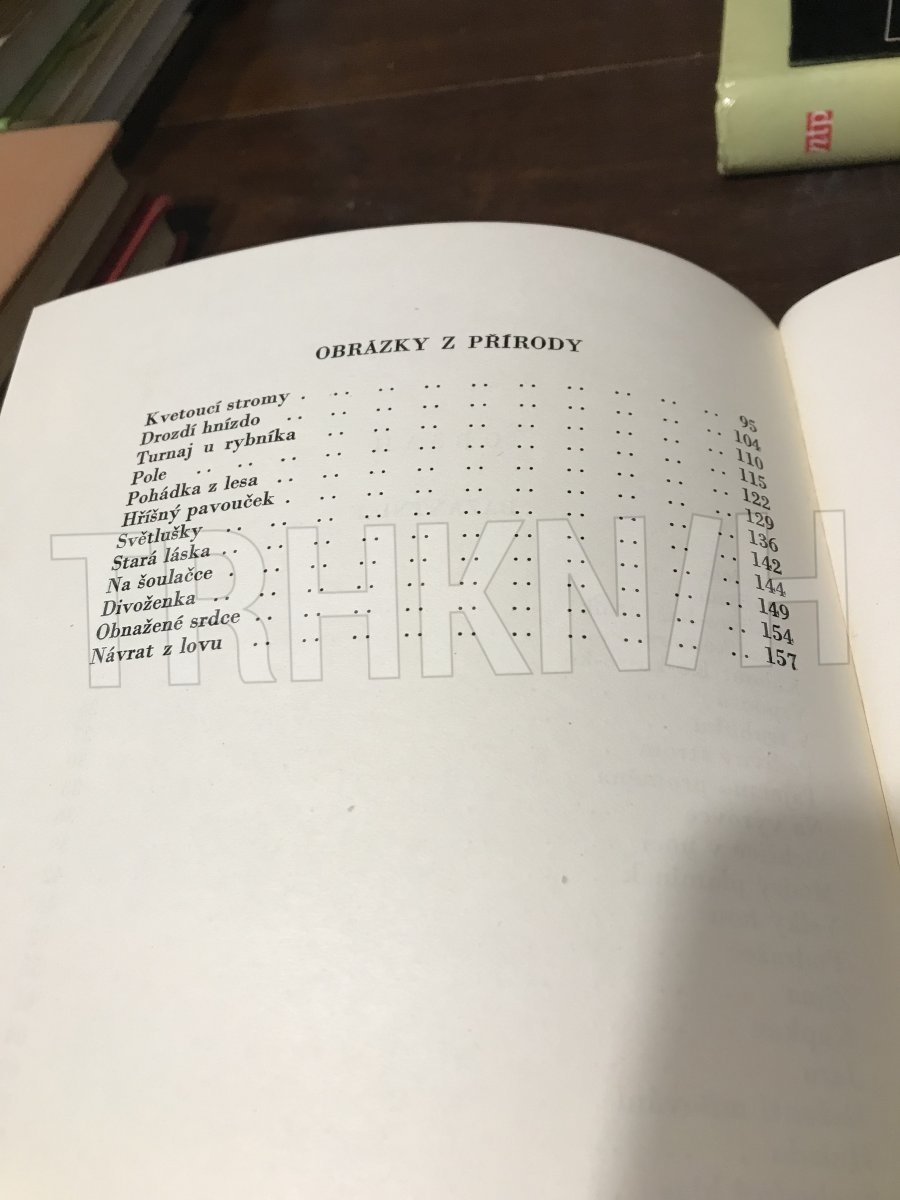 OBRÁZKY Z PŘÍRODY
Kvetoucí stromy . . . . . . . . . . . . . . . . . 95
Drozdí hnízdo . . . . . . . . . . . . . . . . . . 104
Turnaj u rybníka . . . . . . . . . . . . . . . . 110
Pole . . . . . . . . . . . . . . . . . . . . . . 115
Pohádka z lesa . . . . . . . . . . . . . . . . . . 122
Hříšný pavouček . . . . . . . . . . . . . . . . . 129
Světlušky . . . . . . . . . . . . . . . . . . . . 136
Stará láska . . . . . . . . . . . . . . . . . . . 142
Na šoulačce . . . . . . . . . . . . . . . . . . . 144
Divoženka . . . . . . . . . . . . . . . . . . . . 149
Obnažené srdce . . . . . . . . . . . . . . . . . . 154
Návrat z lovu . . . . . . . . . . . . . . . . . . 157
TRHKNIH